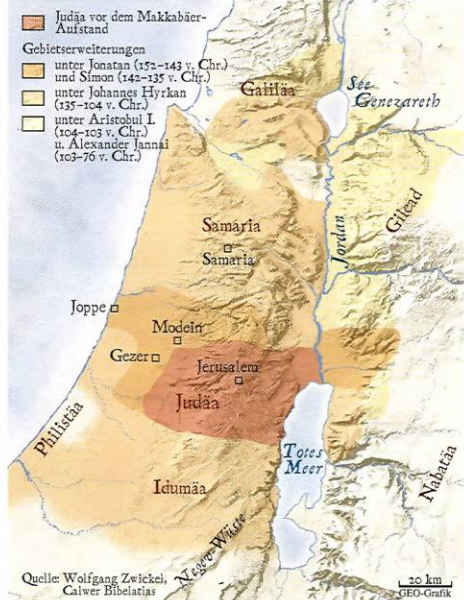 Judäa vor dem Makkabäer-
Aufstand
Gebietserweiterungen
unter Jonatan (152–143 v. Chr.)
und Simon (142–135 v. Chr.)
unter Johannes Hyrkan
(135–104 v. Chr.)
unter Aristobul I.
(104–103 v. Chr.)
u. Alexander Jannai
(103–76 v. Chr.)
Galiläa
See
Genezareth
Gilead
Jordan
Samaria
Samaria
Joppe
Modein
Gezer
Jerusalem
Judäa
Philistäa
Totes
Meer
Nabatäa
Idumäa
Negev-Wüste
Quelle: Wolfgang Zwickel,
Calwer Bibelatlas
20 km
GEO-Grafik